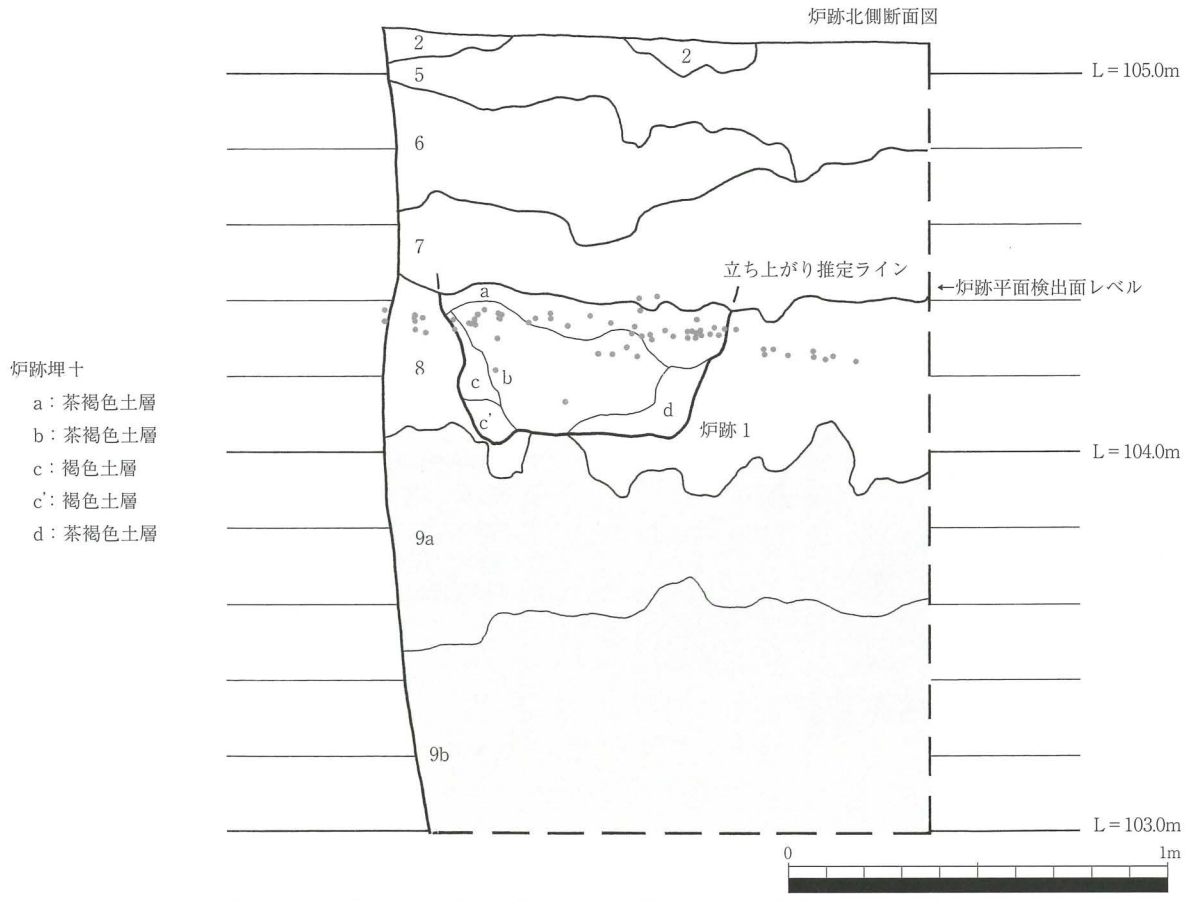 炉跡北側断面図
2
2
5
L＝105.0m
6
7
立ち上がり推定ライン
←炉跡平面検出面レベル
a
炉跡埋土
8
c
b
a：茶褐色土層
c'
d
炉跡1
b：茶褐色土層
L＝104.0m
c：褐色土層
c'：褐色土層
d：茶褐色土層
9a
9b
L＝103.0m
0
1m